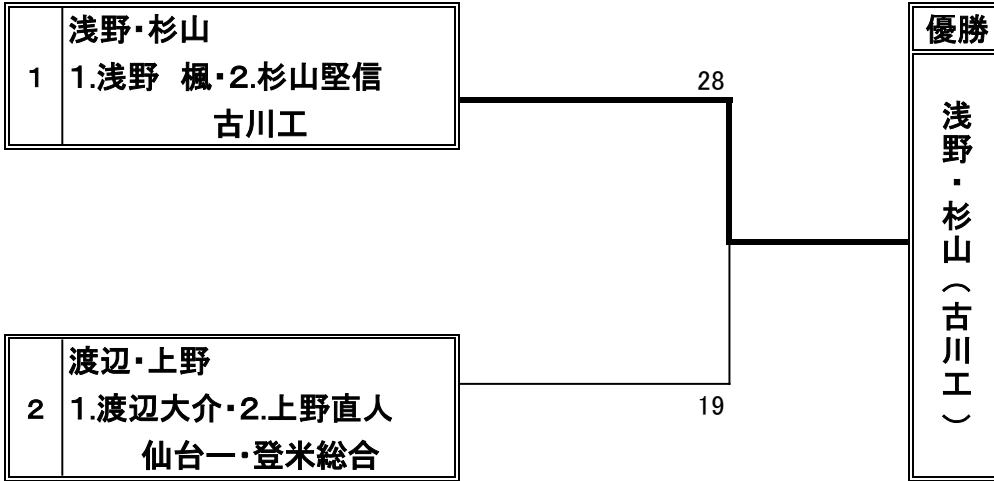 浅野・杉山
1
1.浅野　楓・2.杉山堅信
古川工
28
優勝
浅野・杉山（古川工）
渡辺・上野
2
1.渡辺大介・2.上野直人
仙台一・登米総合
19